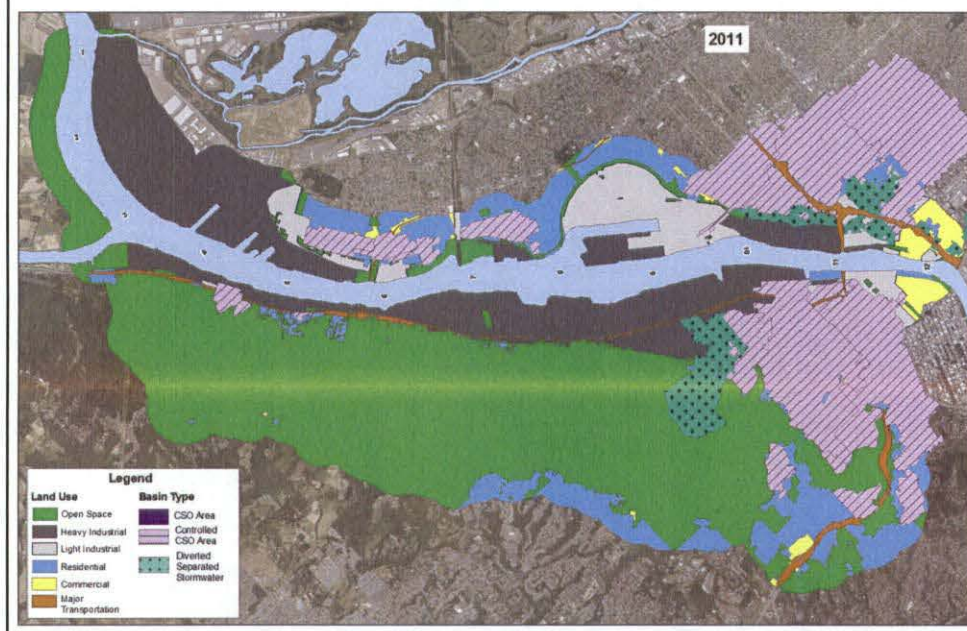 2011
Legend
Land Use
Open Space
Heavy Industrial
Light Industrial
Residential
Commercial
Major
Transportation
Basin Type
CSO Area
Controlled
CSO Area
Diverted
Separated
Stormwater